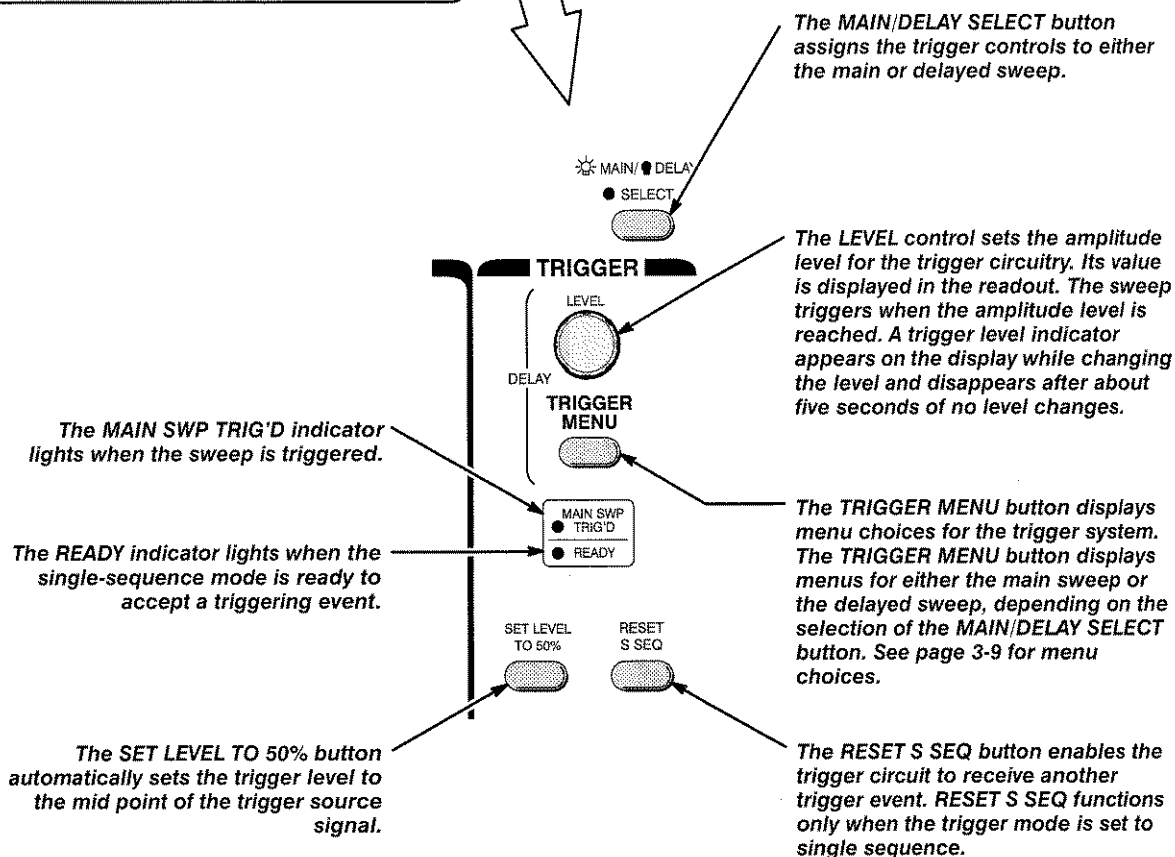 The MAIN/DELAY SELECT button
assigns the trigger controls to either
the main or delayed sweep.
MAIN/ DELAY
SELECT
The LEVEL control sets the amplitude
level for the trigger circuitry. Its value
is displayed in the readout. The sweep
triggers when the amplitude level is
reached. A trigger level indicator
appears on the display while changing
the level and disappears after about
five seconds of no level changes.
TRIGGER
LEVEL
DELAY
TRIGGER
MENU
The MAIN SWP TRIG'D indicator
lights when the sweep is triggered.
MAIN SWP
TRIG'D
READY
The READY indicator lights when the
single-sequence mode is ready to
accept a triggering event.
The TRIGGER MENU button displays
menu choices for the trigger system.
The TRIGGER MENU button displays
menus for either the main sweep or
the delayed sweep, depending on the
selection of the MAIN/DELAY SELECT
button. See page 3-9 for menu
choices.
SET LEVEL
TO 50%
RESET
S SEQ
The SET LEVEL TO 50% button
automatically sets the trigger level to
the mid point of the trigger source
signal.
The RESET S SEQ button enables the
trigger circuit to receive another
trigger event. RESET S SEQ functions
only when the trigger mode is set to
single sequence.